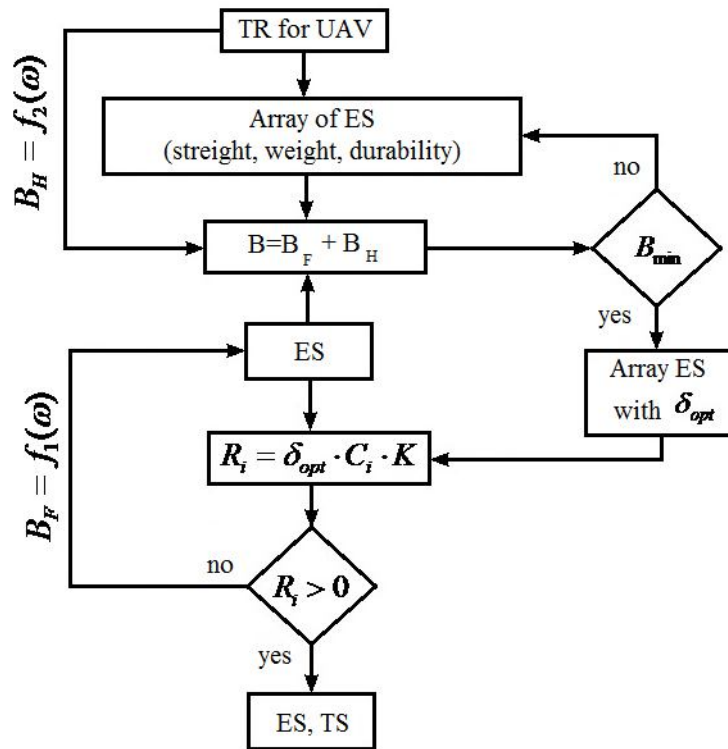 TR for UAV
B_H = f_2(ω)
Array of ES
(streight, weight, durability)
no
B=B_F + B_H
B_min
yes
ES
Array ES
with δ_opt
B_F = f_1(ω)
R_i = δ_opt · C_i · K
no
R_i > 0
yes
ES, TS